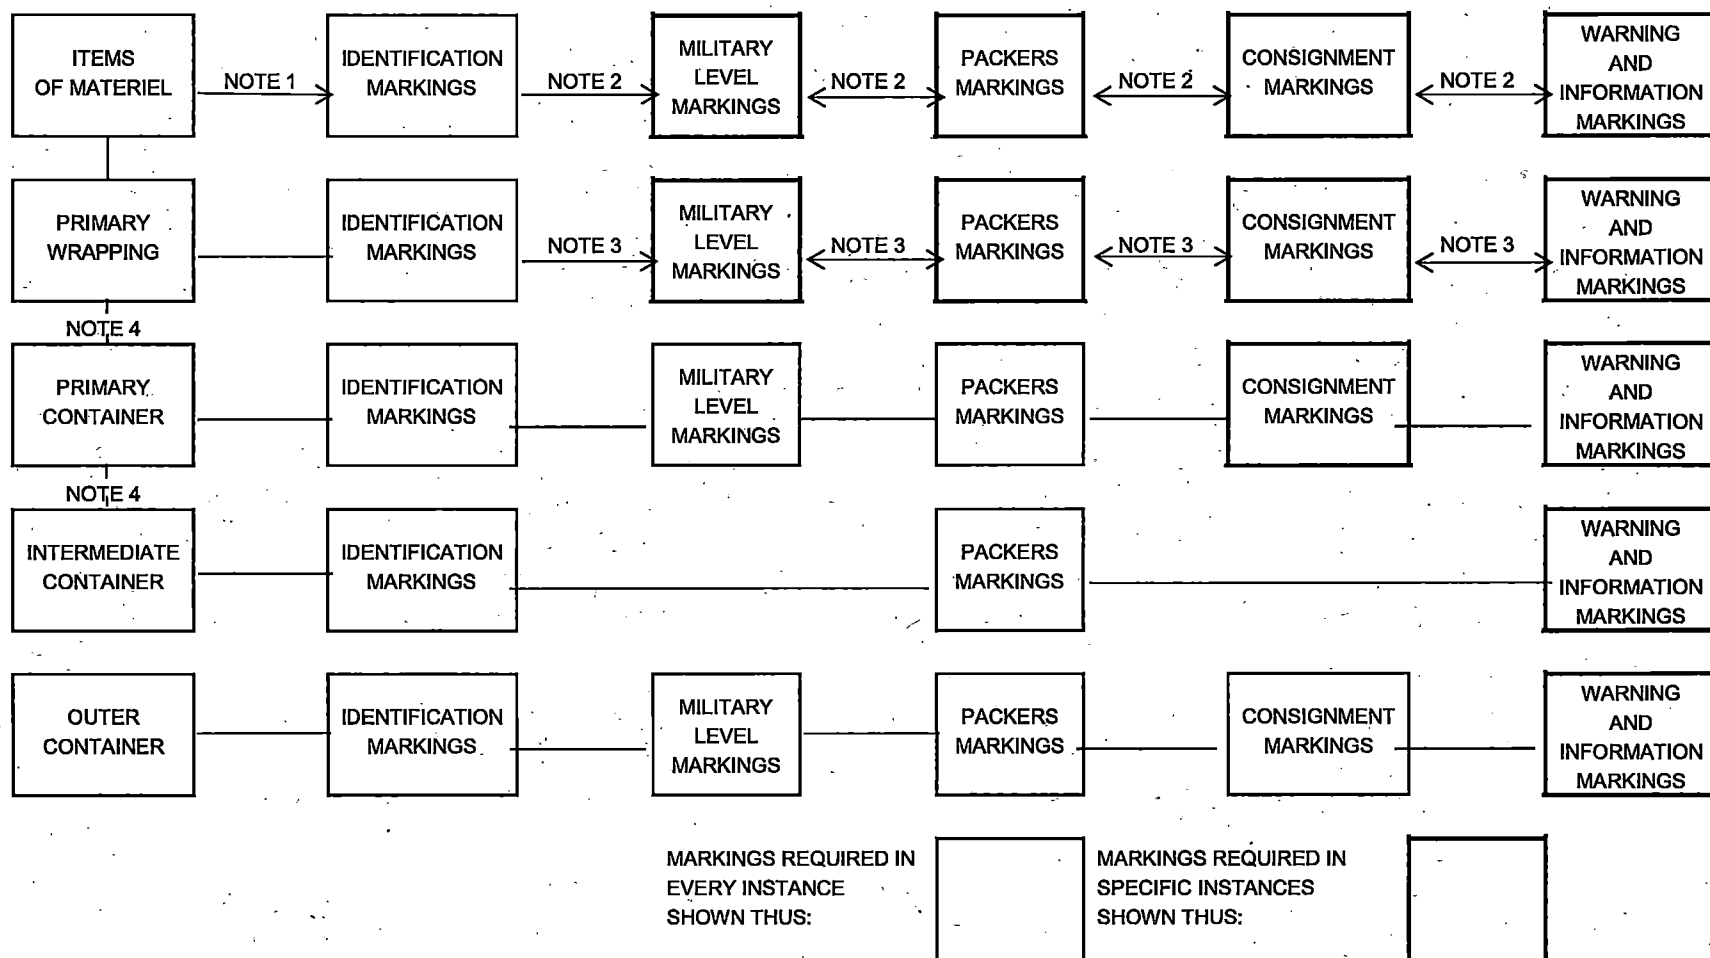 ITEMS
OF MATERIEL
NOTE 1
IDENTIFICATION
MARKINGS
NOTE 2
MILITARY
LEVEL
MARKINGS
NOTE 2
PACKERS
MARKINGS
NOTE 2
CONSIGNMENT
MARKINGS
NOTE 2
WARNING
AND
INFORMATION
MARKINGS
PRIMARY
WRAPPING
IDENTIFICATION
MARKINGS
NOTE 3
MILITARY
LEVEL
MARKINGS
NOTE 3
PACKERS
MARKINGS
NOTE 3
CONSIGNMENT
MARKINGS
NOTE 3
WARNING
AND
INFORMATION
MARKINGS
NOTE 4
PRIMARY
CONTAINER
IDENTIFICATION
MARKINGS
MILITARY
LEVEL
MARKINGS
PACKERS
MARKINGS
CONSIGNMENT
MARKINGS
WARNING
AND
INFORMATION
MARKINGS
NOTE 4
INTERMEDIATE
CONTAINER
IDENTIFICATION
MARKINGS
PACKERS
MARKINGS
WARNING
AND
INFORMATION
MARKINGS
OUTER
CONTAINER
IDENTIFICATION
MARKINGS
MILITARY
LEVEL
MARKINGS
PACKERS
MARKINGS
CONSIGNMENT
MARKINGS
WARNING
AND
INFORMATION
MARKINGS
MARKINGS REQUIRED IN
EVERY INSTANCE
SHOWN THUS:
MARKINGS REQUIRED IN
SPECIFIC INSTANCES
SHOWN THUS: